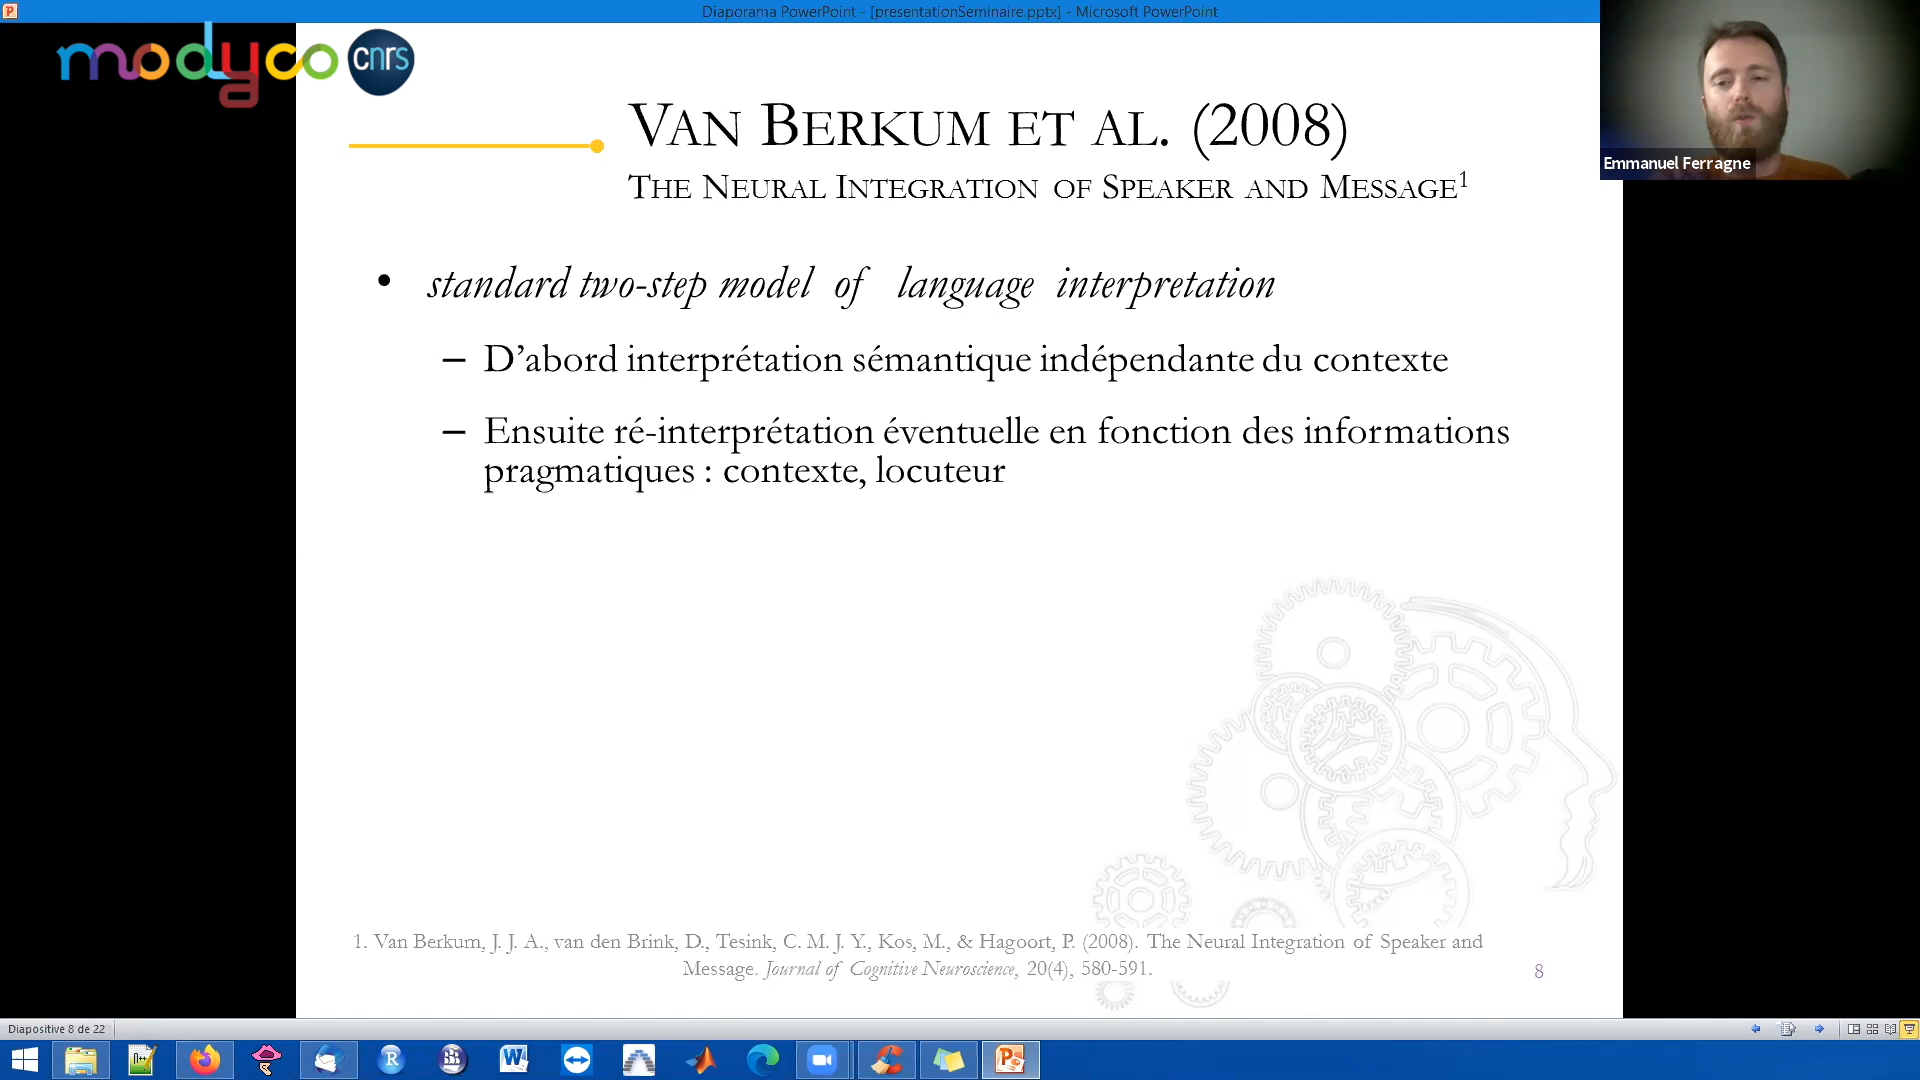 Diaporama PowerPoint - [presentationSeminaire.pptx] - Microsoft PowerPoint
modyco cnrs
Emmanuel Ferragne
VAN BERKUM ET AL. (2008)
THE NEURAL INTEGRATION OF SPEAKER AND MESSAGE1
• standard two-step model of language interpretation
– D’abord interprétation sémantique indépendante du contexte
– Ensuite ré-interprétation éventuelle en fonction des informations
pragmatiques : contexte, locuteur
1. Van Berkum, J. J. A., van den Brink, D., Tesink, C. M. J. Y., Kos, M., & Hagoort, P. (2008). The Neural Integration of Speaker and
Message. Journal of Cognitive Neuroscience, 20(4), 580-591.
8
Diapositive 8 de 22